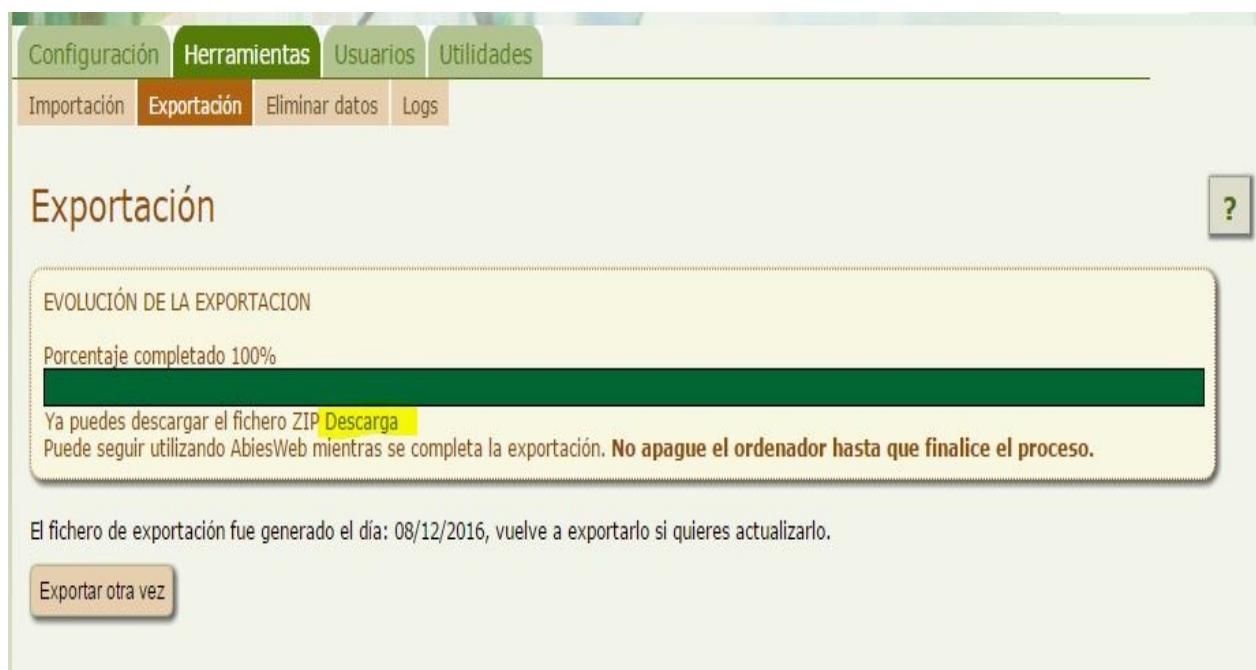 Configuración Herramientas Usuarios Utilidades
Importación Exportación Eliminar datos Logs
Exportación
?
EVOLUCIÓN DE LA EXPORTACION
Porcentaje completado 100%
Ya puedes descargar el fichero ZIP Descarga
Puede seguir utilizando AbiesWeb mientras se completa la exportación. No apague el ordenador hasta que finalice el proceso.
El fichero de exportación fue generado el día: 08/12/2016, vuelve a exportarlo si quieres actualizarlo.
Exportar otra vez